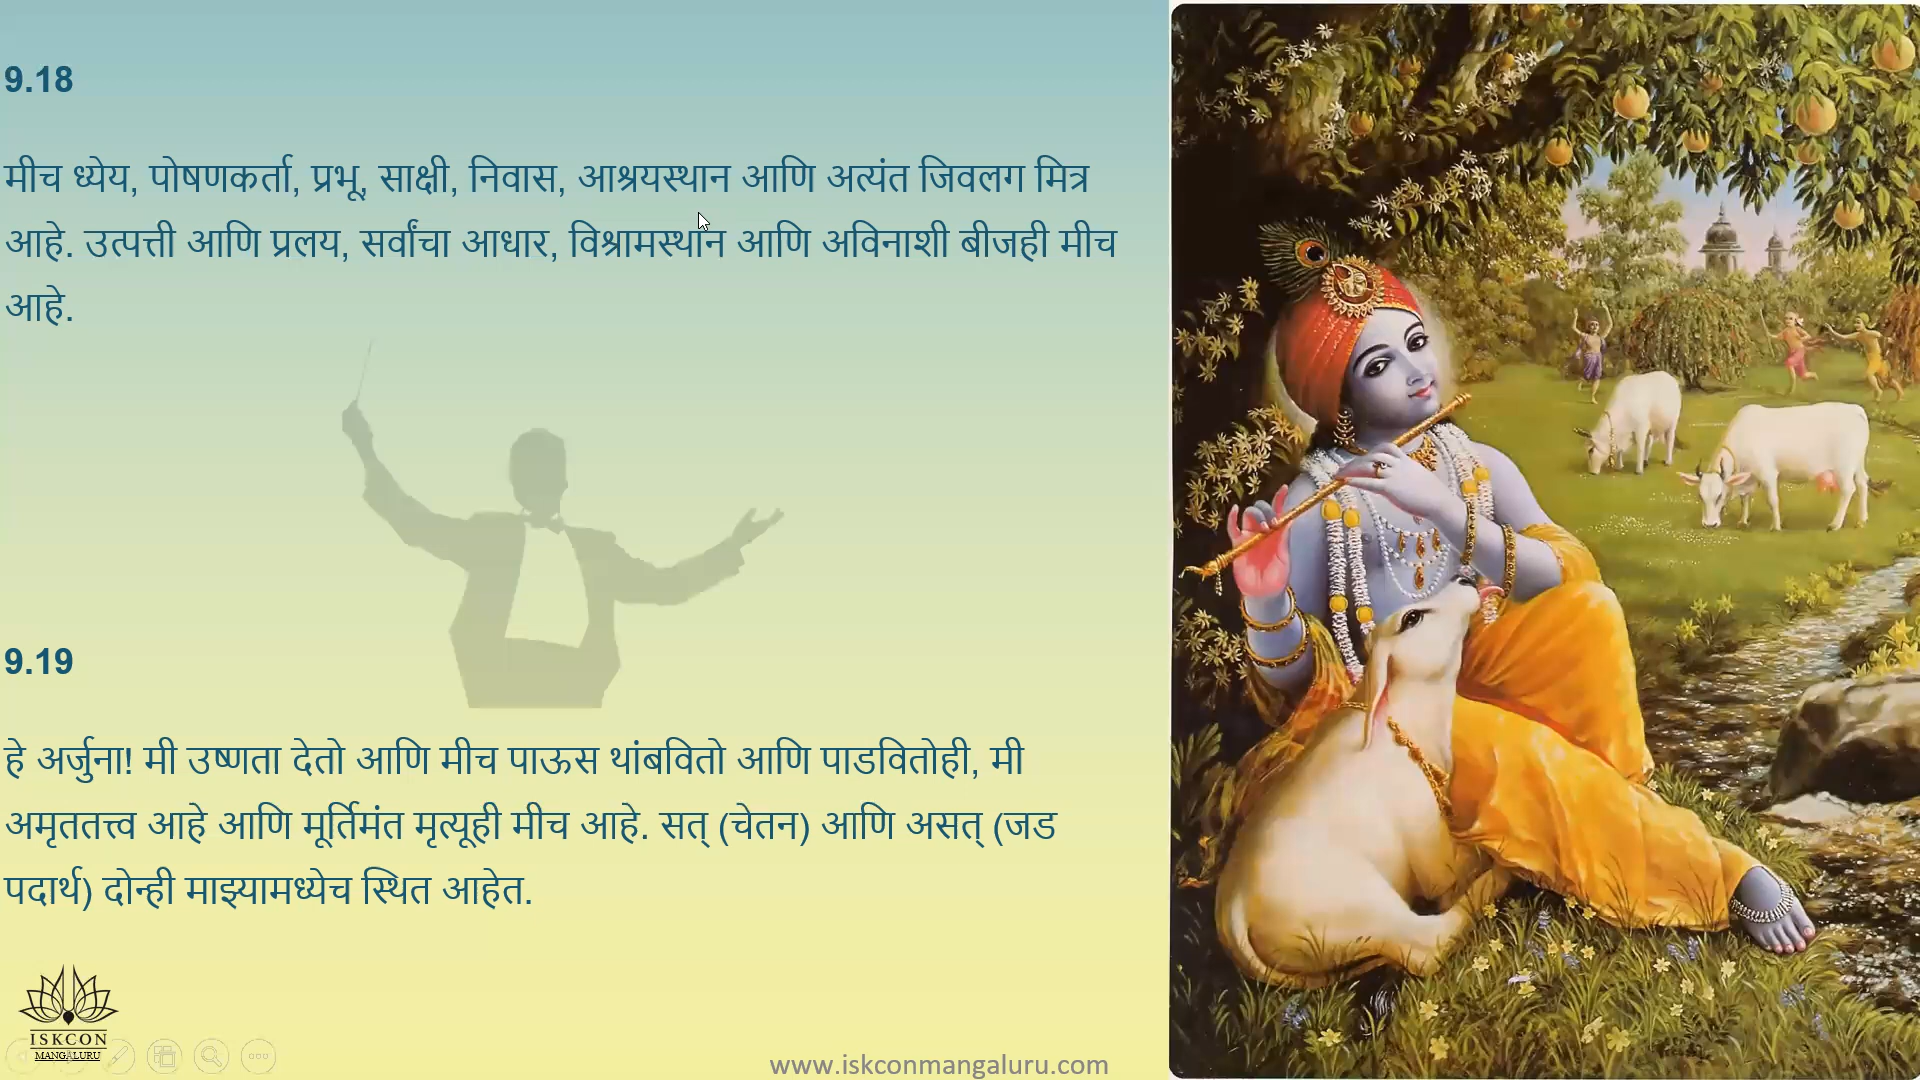 9.18
मीच ध्येय, पोषणकर्ता, प्रभू, साक्षी, निवास, आश्रयस्थान आणि अत्यंत जिवलग मित्र
आहे. उत्पत्ती आणि प्रलय, सर्वांचा आधार, विश्रामस्थान आणि अविनाशी बीजही मीच
आहे.
9.19
हे अर्जुना! मी उष्णता देतो आणि मीच पाऊस थांबवितो आणि पाडवितोही, मी
अमृततत्त्व आहे आणि मूर्तिमंत मृत्यूही मीच आहे. सत् (चेतन) आणि असत् (जड
पदार्थ) दोन्ही माझ्यामध्येच स्थित आहेत.
ISKCON
MANGALURU
www.iskconmangaluru.com